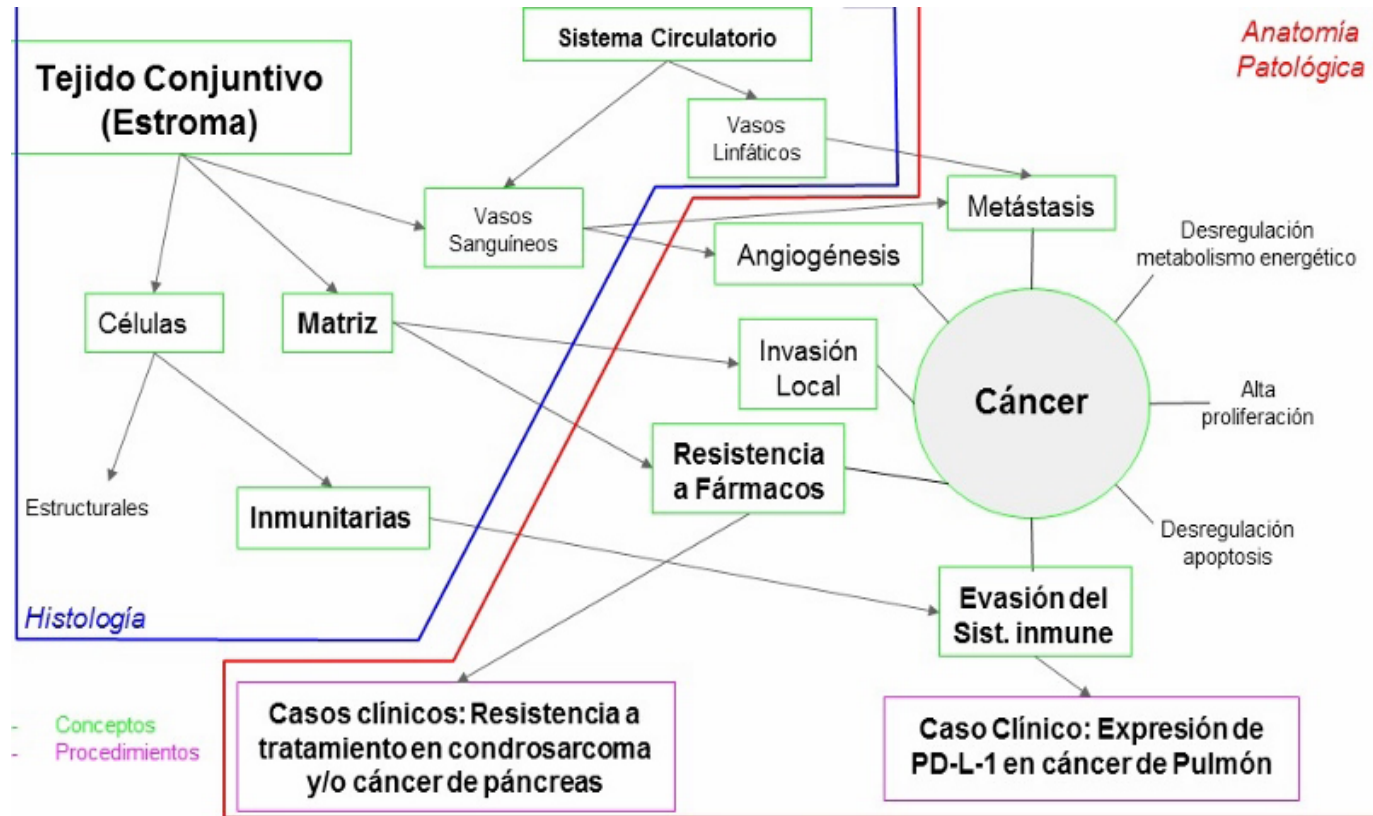 Sistema Circulatorio
Anatomía
Patológica
Tejido Conjuntivo
(Estroma)
Vasos
Linfáticos
Vasos
Sanguíneos
Metástasis
Angiogénesis
Desregulación
metabolismo energético
Células
Matriz
Invasión
Local
Cáncer
Alta
proliferación
Resistencia
a Fármacos
Estructurales
Inmunitarias
Desregulación
apoptosis
Evasión del
Sist. inmune
Histología
- Conceptos
- Procedimientos
Casos clínicos: Resistencia a
tratamiento en condrosarcoma
y/o cáncer de páncreas
Caso Clínico: Expresión de
PD-L-1 en cáncer de Pulmón